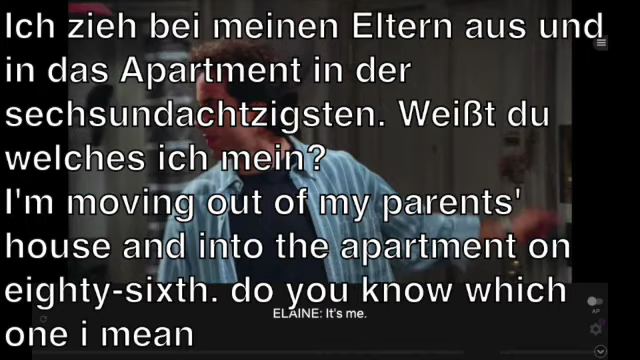 Ich zieh bei meinen Eltern aus und
in das Apartment in der
sechsundachtzigsten. Weißt du
welches ich mein?
I'm moving out of my parents'
house and into the apartment on
eighty-sixth. do you know which
one i mean
ELAINE: It's me.
AP